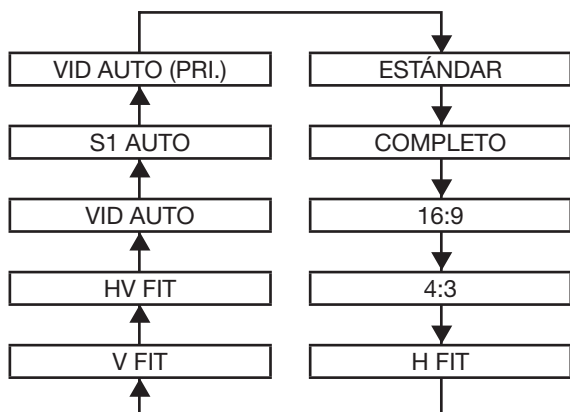 VID AUTO (PRI.)
ESTÁNDAR
S1 AUTO
COMPLETO
VID AUTO
16:9
HV FIT
4:3
V FIT
H FIT